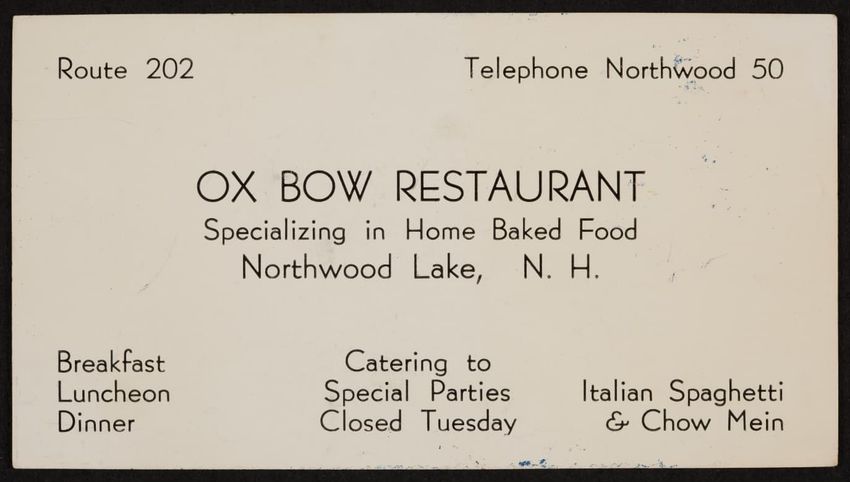 Route 202
Telephone Northwood 50
OX BOW RESTAURANT
Specializing in Home Baked Food
Northwood Lake, N. H.
Breakfast
Luncheon
Dinner
Catering to
Special Parties
Closed Tuesday
Italian Spaghetti
& Chow Mein